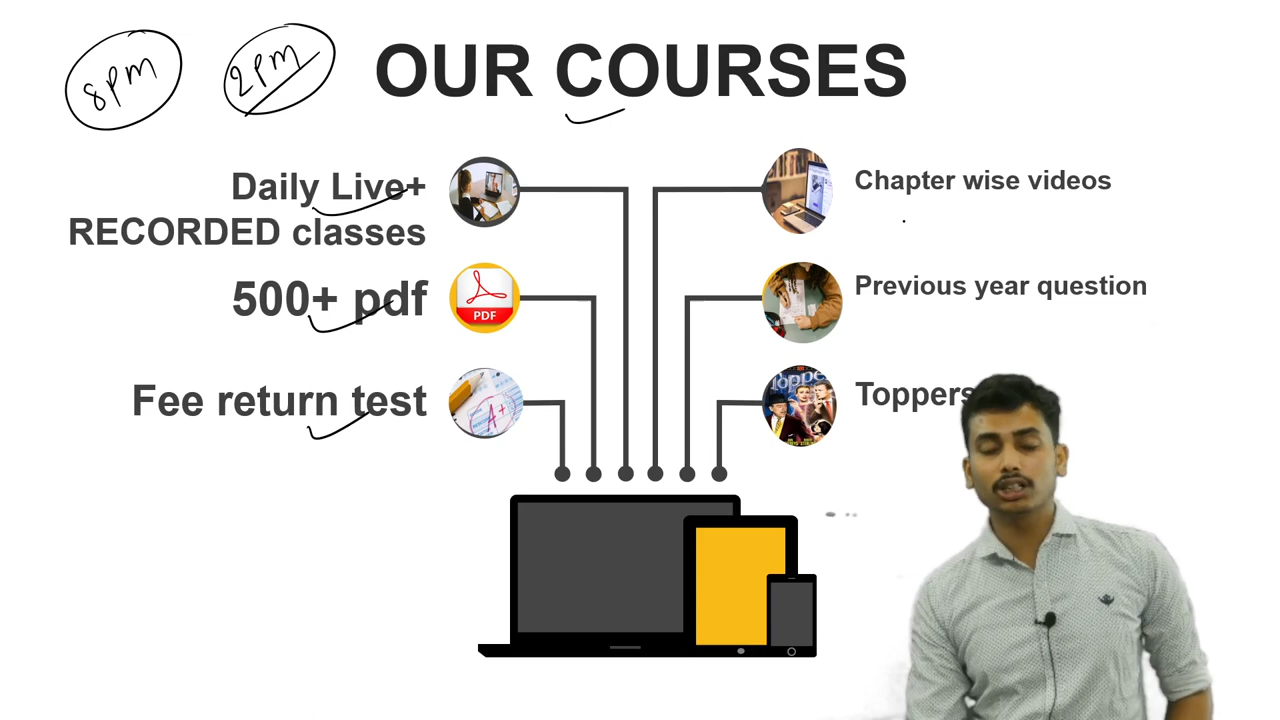 8pm
2pm
OUR COURSES
Daily Live+
RECORDED classes
500+ pdf
PDF
Fee return test
A+
Chapter wise videos
Previous year question
Toppers